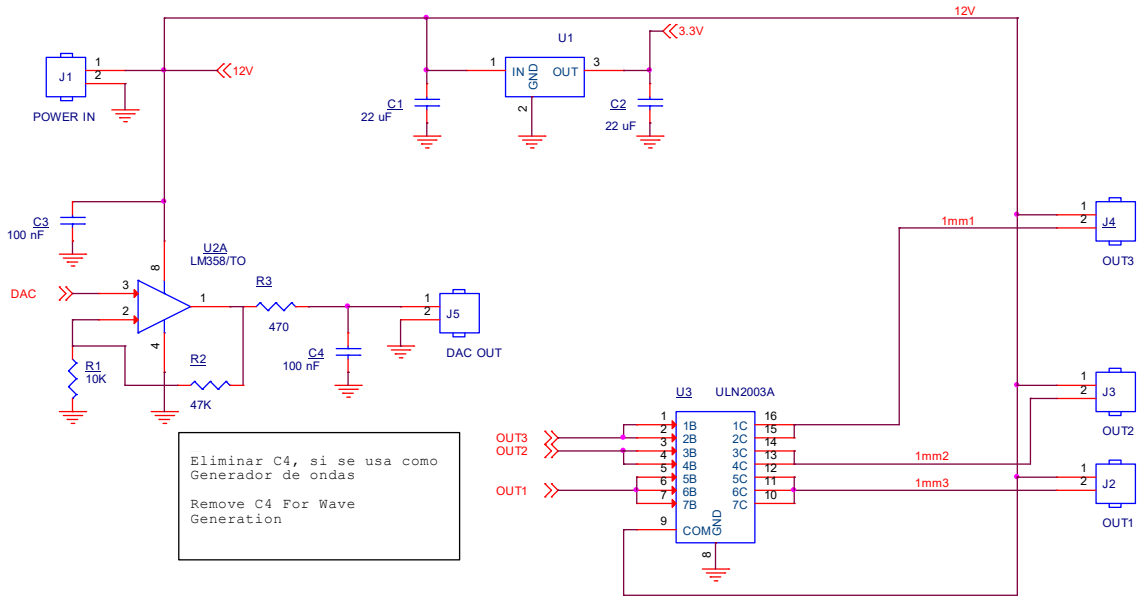 12V
U1
3.3V
J1
1
2
12V
1
IN
GND
OUT
3
2
POWER IN
C1
22 uF
C2
22 uF
C3
100 nF
U2A
LM358/TO
8
DAC
3
2
1
4
R3
470
R1
10K
R2
47K
C4
100 nF
1
2
J5
DAC OUT
1mm1
1
2
J4
OUT3
1
2
J3
OUT2
1mm2
1
2
J2
OUT1
1mm3
U3
ULN2003A
OUT3
OUT2
OUT1
1
2
3
4
5
6
7
9
1B
2B
3B
4B
5B
6B
7B
COM
GND
8
1C
2C
3C
4C
5C
6C
7C
16
15
14
13
12
11
10
Eliminar C4, si se usa como
Generador de ondas
Remove C4 For Wave
Generation